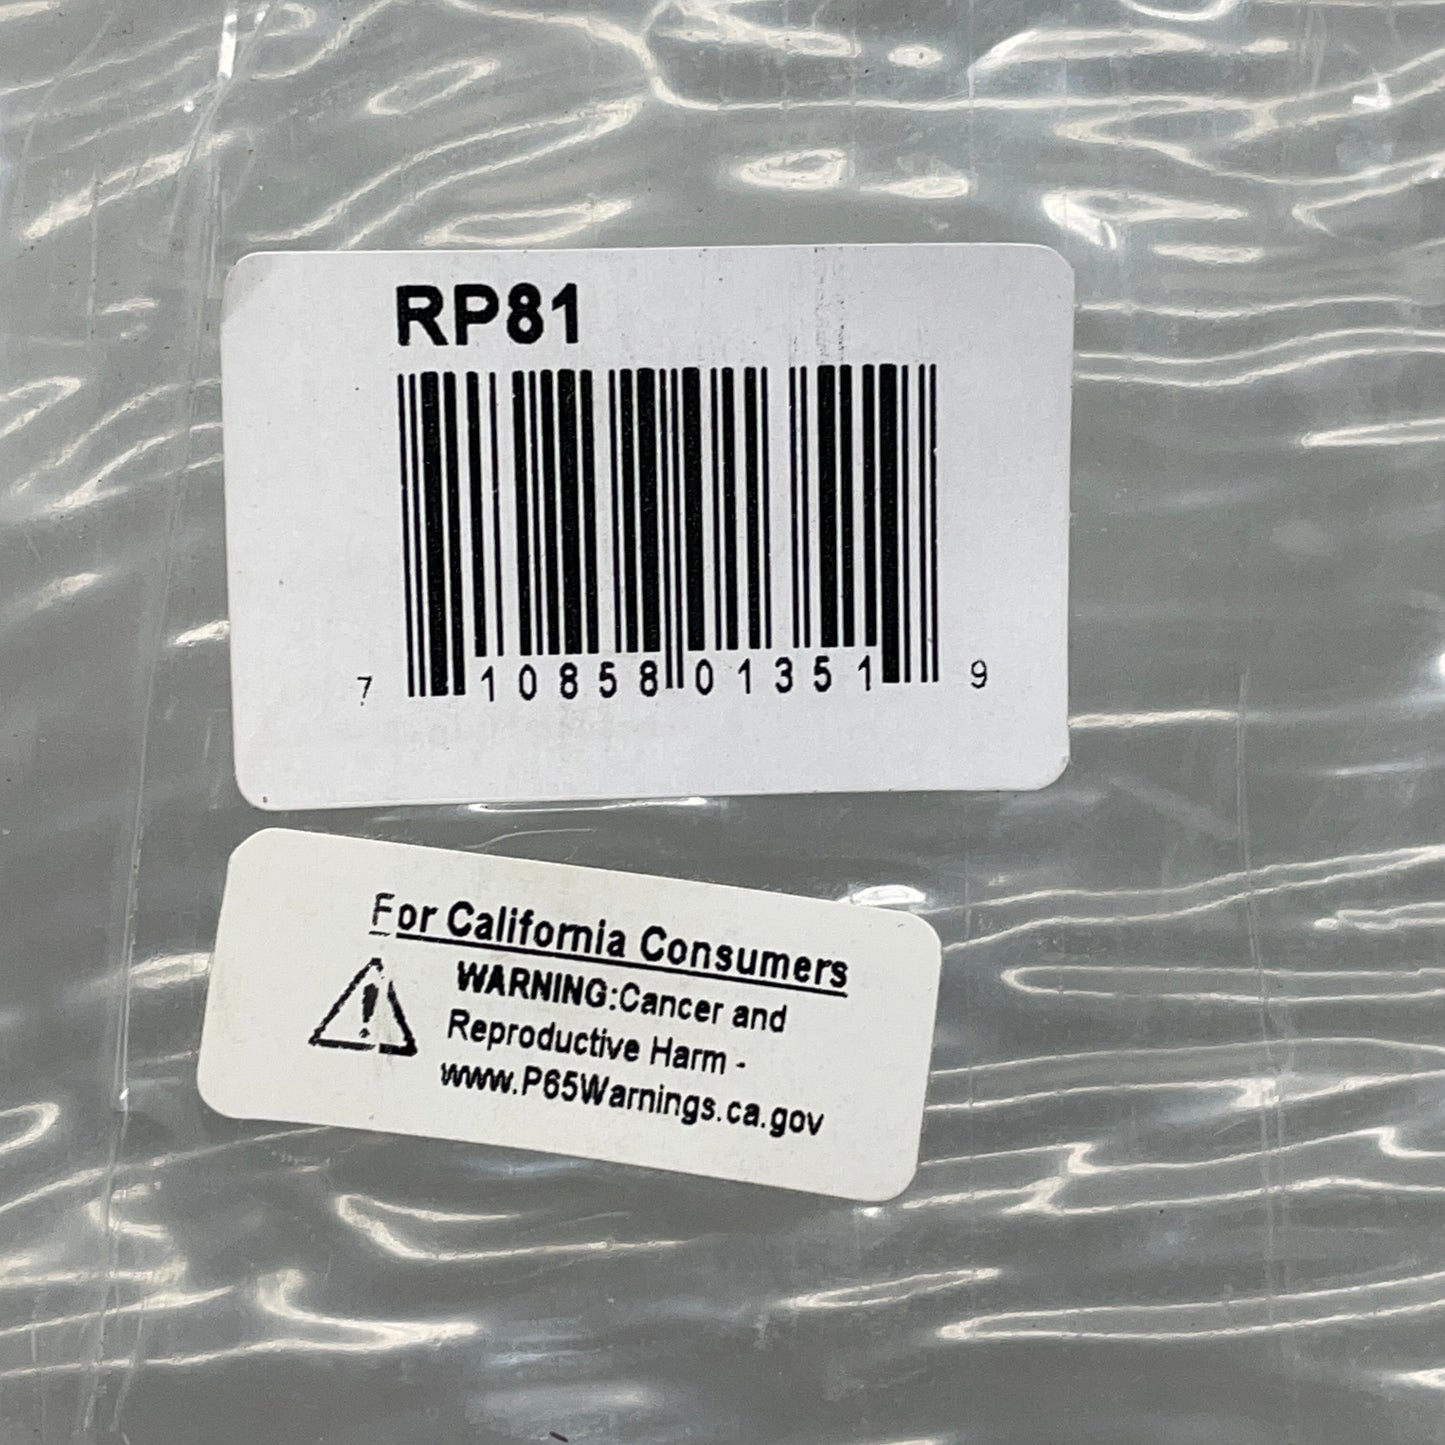 RP81
7 10858 01351 9
For California Consumers
WARNING:Cancer and
Reproductive Harm -
www.P65Warnings.ca.gov